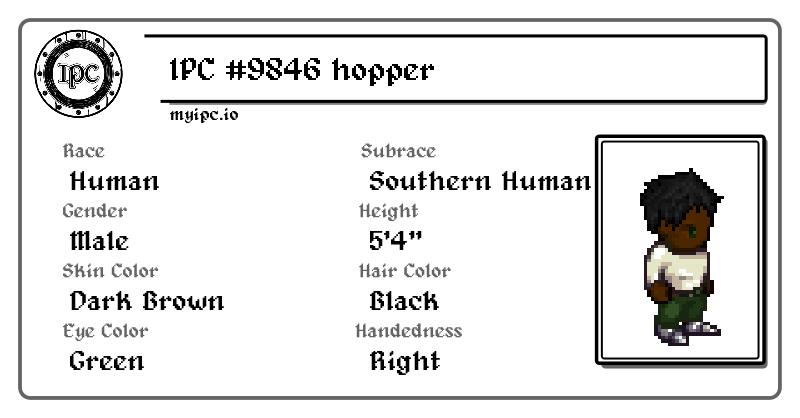 IPC
IPC #9846 hopper
myipc.io
Race
Human
Subrace
Southern Human
Gender
Male
Height
5'4"
Skin Color
Dark Brown
Hair Color
Black
Eye Color
Green
Handedness
Right